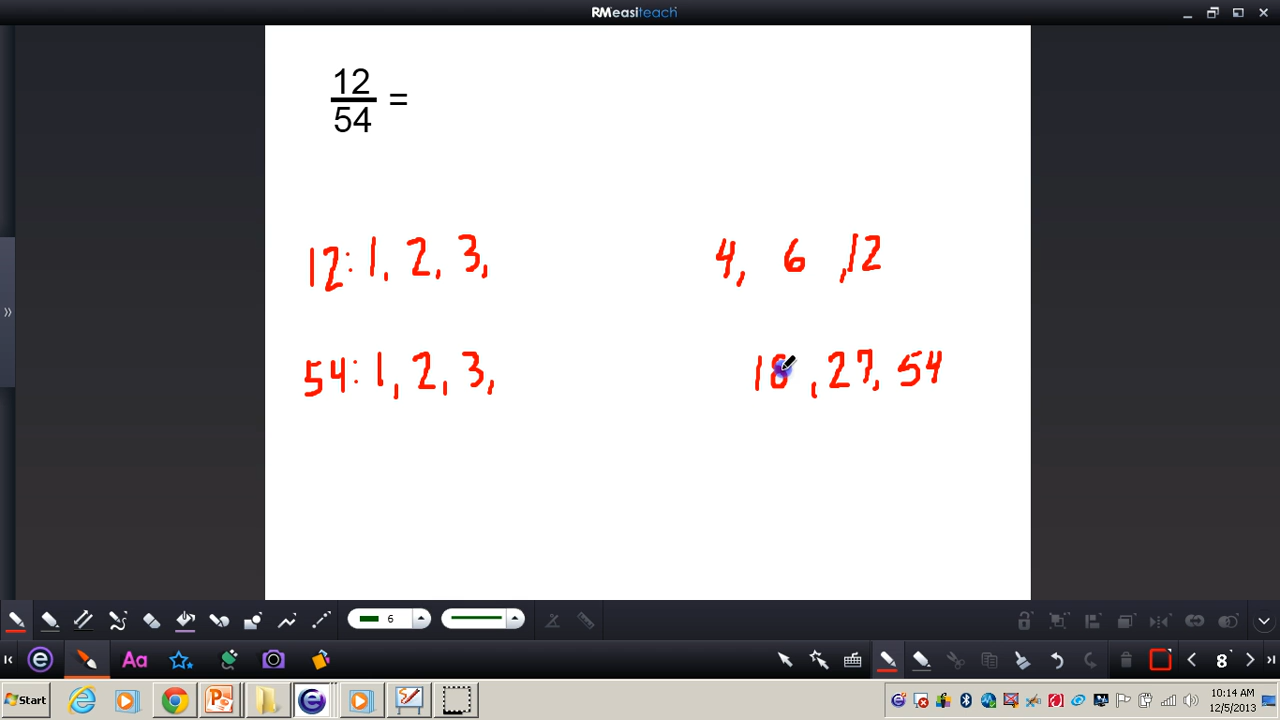 RMeasiteach
12
54 =
12: 1, 2, 3, 4, 6, 12
54: 1, 2, 3, 18, 27, 54
6
Aa
8
Start
10:14 AM
12/5/2013